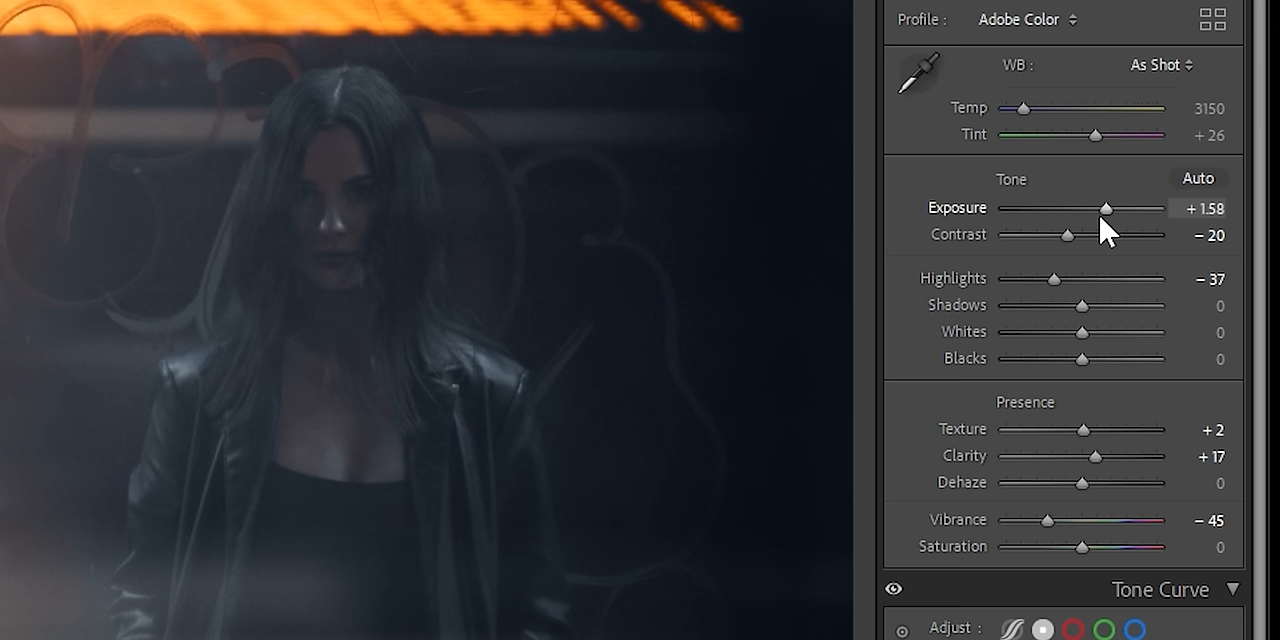 Profile : Adobe Color
WB : As Shot
Temp 3150
Tint + 26
Tone Auto
Exposure + 1.58
Contrast – 20
Highlights – 37
Shadows 0
Whites 0
Blacks 0
Presence
Texture + 2
Clarity + 17
Dehaze 0
Vibrance – 45
Saturation 0
Tone Curve
Adjust :